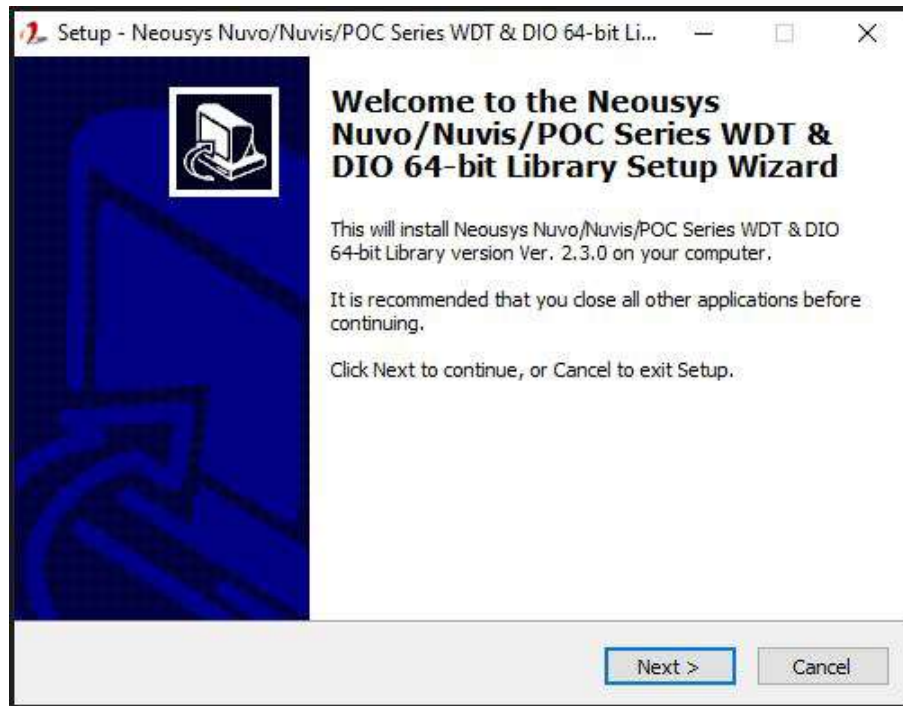 Setup - Neousys Nuvo/Nuvis/POC Series WDT & DIO 64-bit Li...
Welcome to the Neousys
Nuvo/Nuvis/POC Series WDT &
DIO 64-bit Library Setup Wizard
This will install Neousys Nuvo/Nuvis/POC Series WDT & DIO
64-bit Library version Ver. 2.3.0 on your computer.
It is recommended that you close all other applications before
continuing.
Click Next to continue, or Cancel to exit Setup.
Next >
Cancel